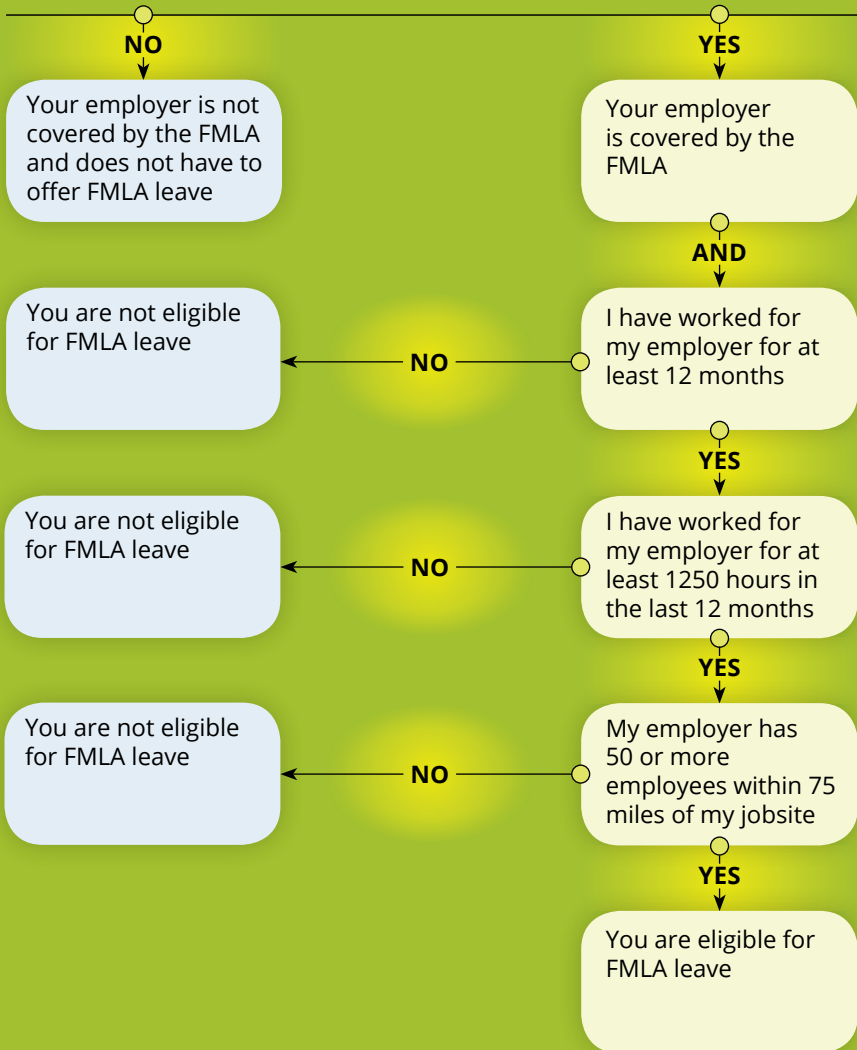 NO
YES
Your employer is not
covered by the FMLA
and does not have to
offer FMLA leave
Your employer
is covered by the
FMLA
AND
You are not eligible
for FMLA leave
NO
I have worked for
my employer for at
least 12 months
YES
You are not eligible
for FMLA leave
NO
I have worked for
my employer for at
least 1250 hours in
the last 12 months
YES
You are not eligible
for FMLA leave
NO
My employer has
50 or more
employees within 75
miles of my jobsite
YES
You are eligible for
FMLA leave